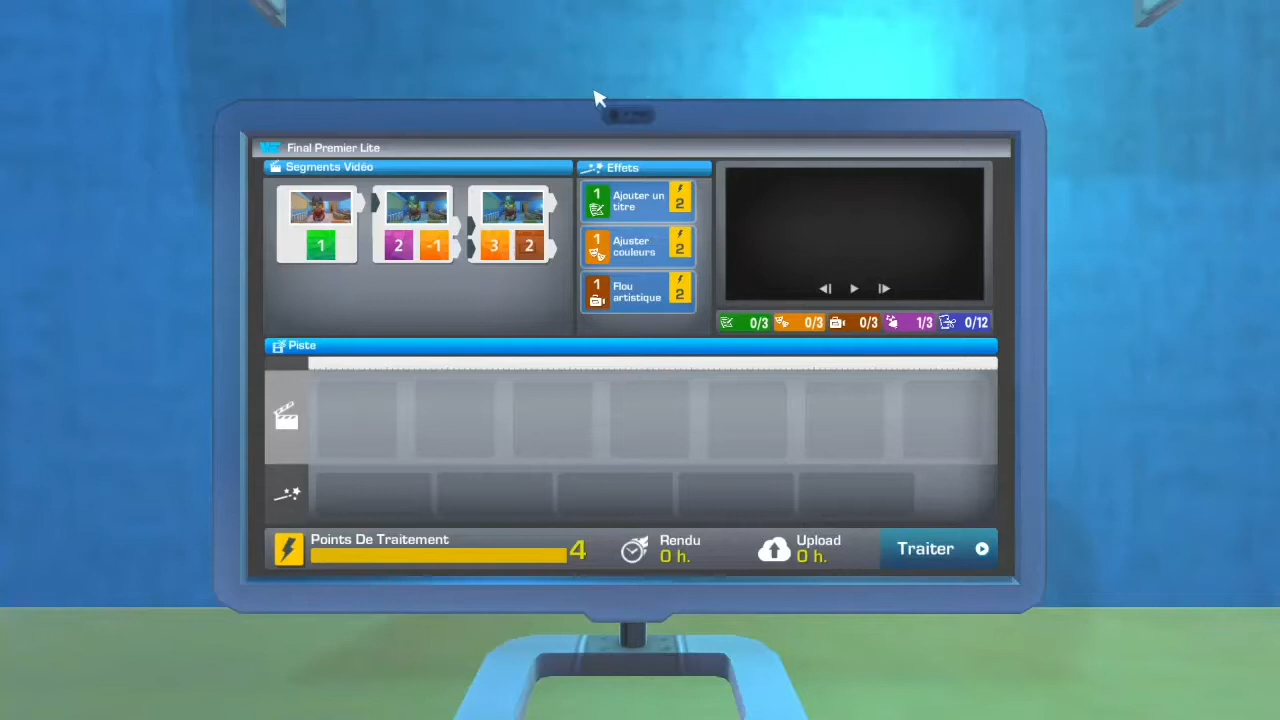 Final Premier Lite
Segments Vidéo
Effets
1
2
-1
3
2
1
Ajouter un
titre
2
1
Ajuster
couleurs
2
1
Flou
artistique
2
0/3
0/3
0/3
1/3
0/12
Piste
Points De Traitement
4
Rendu
0 h.
Upload
0 h.
Traiter